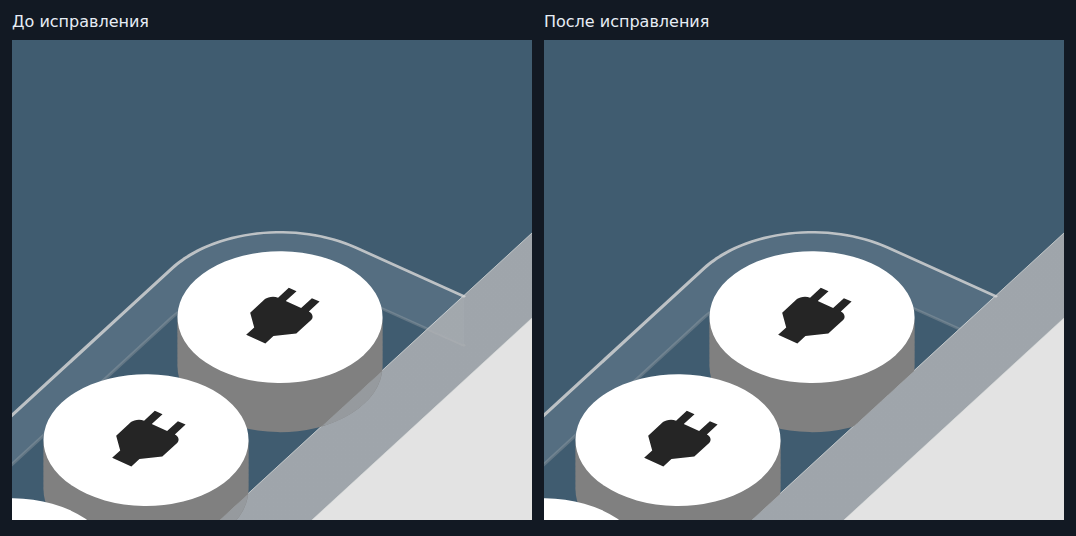 До исправления
После исправления